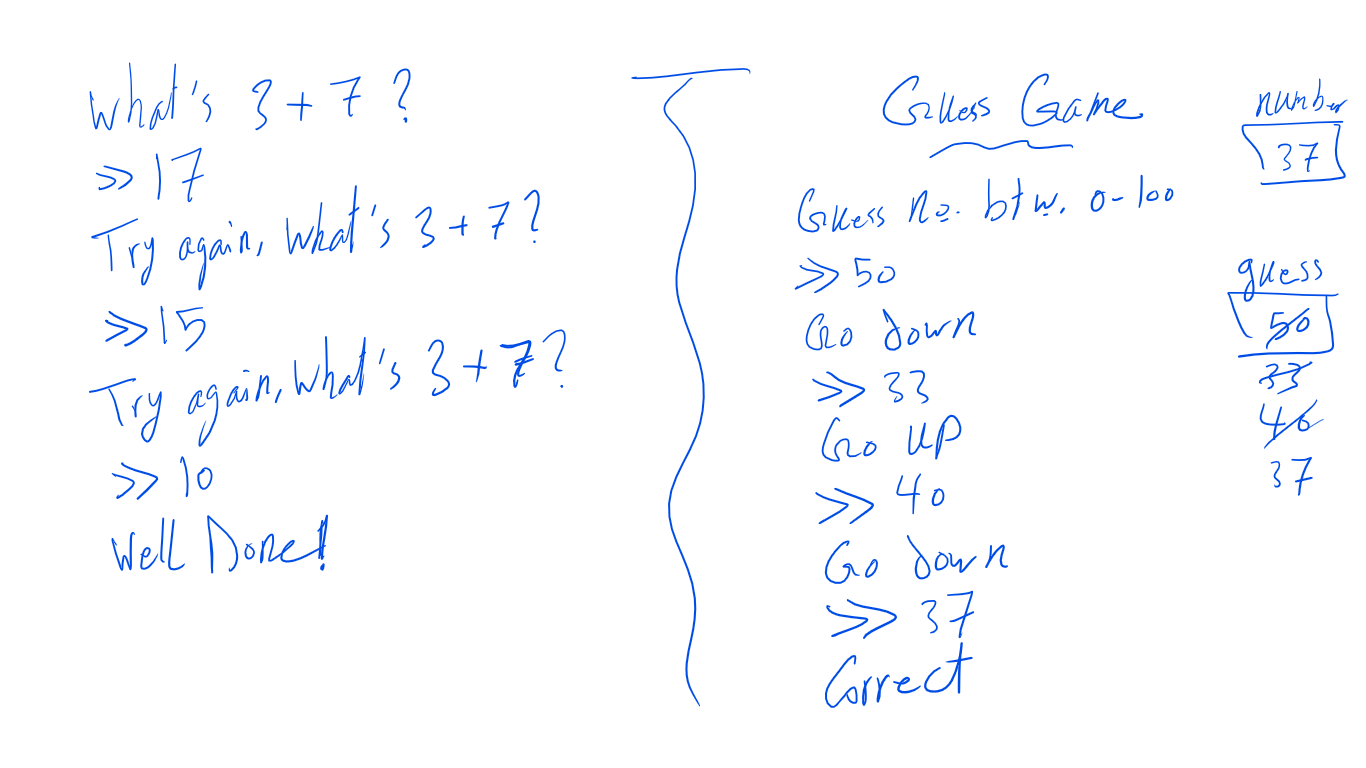 What's 3 + 7 ?
>> 17
Try again, What's 3 + 7 ?
>> 15
Try again, What's 3 + 7 ?
>> 10
Well Done!
Guess Game
Guess no. btw. 0-100
>> 50
Go down
>> 33
Go UP
>> 40
Go down
>> 37
Correct
number
37
guess
50
33
40
37